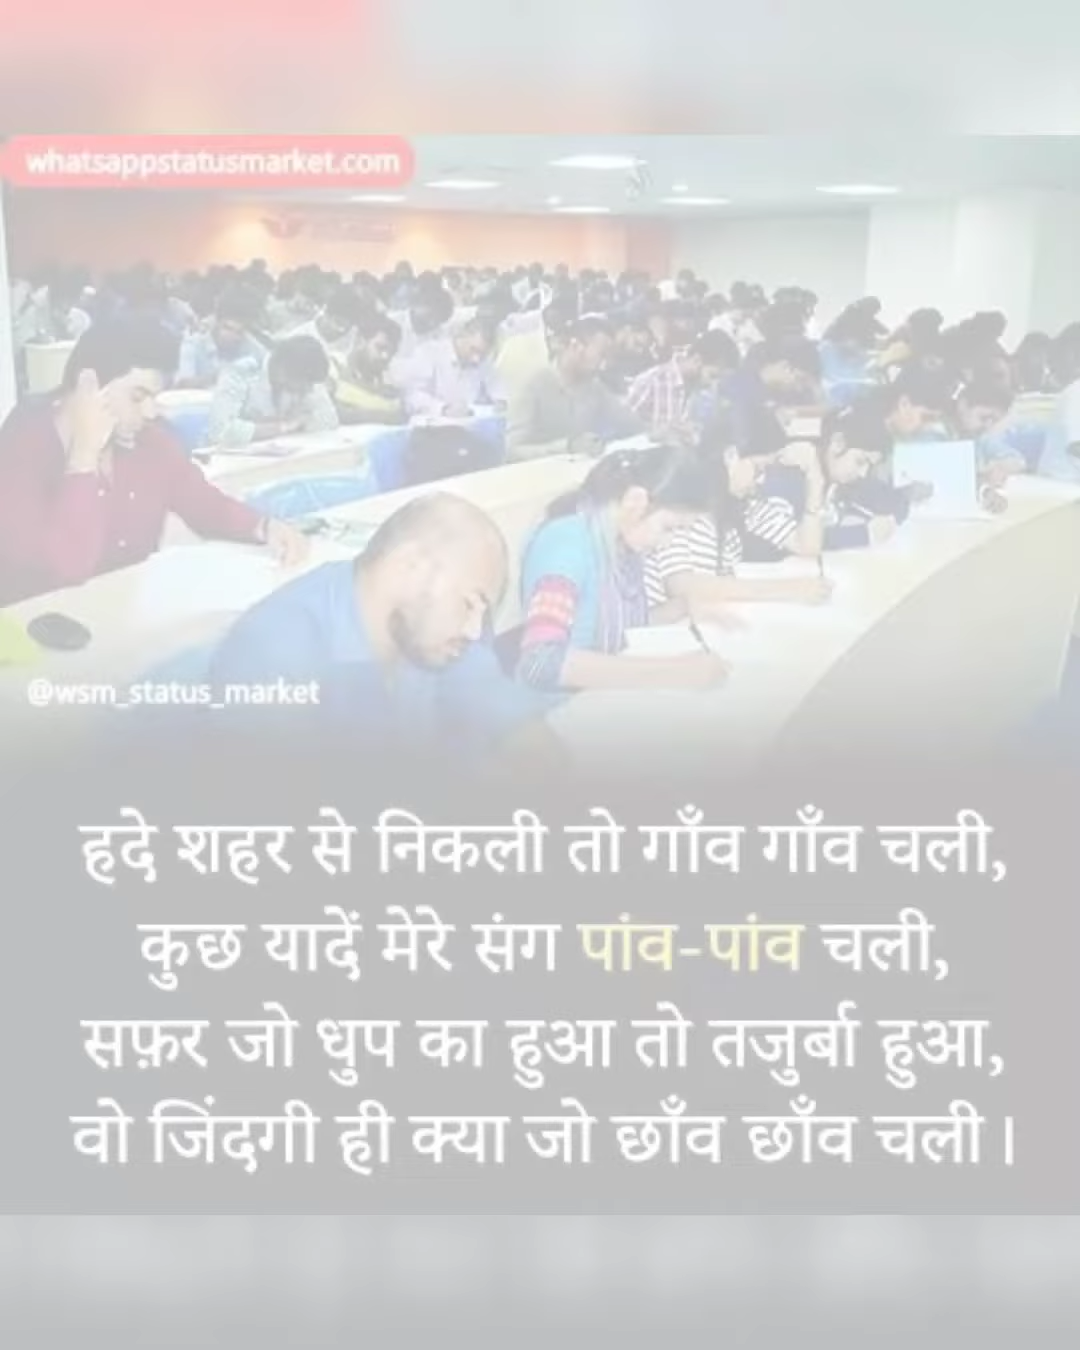 whatsappstatusmarket.com
@wsm_status_market
हदे शहर से निकली तो गाँव गाँव चली,
कुछ यादें मेरे संग पांव-पांव चली,
सफ़र जो धुप का हुआ तो तजुर्बा हुआ,
वो जिंदगी ही क्या जो छाँव छाँव चली।